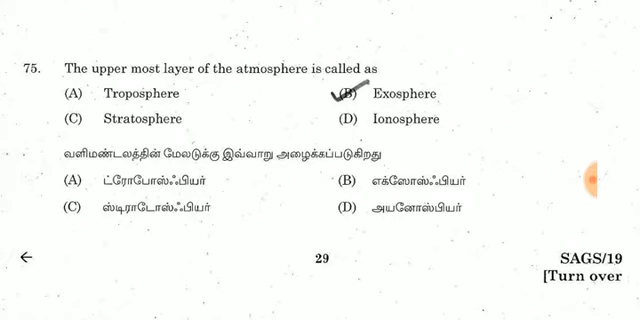 75. The upper most layer of the atmosphere is called as
(A) Troposphere (B) Exosphere
(C) Stratosphere (D) Ionosphere
வளிமண்டலத்தின் மேலடுக்கு இவ்வாறு அழைக்கப்படுகிறது
(A) ட்ரோபோஸ்ஃபியர் (B) எக்ஸோஸ்ஃபியர்
(C) ஸ்டிராடோஸ்ஃபியர் (D) அயனோஸ்பியர்
← 29 SAGS/19
[Turn over